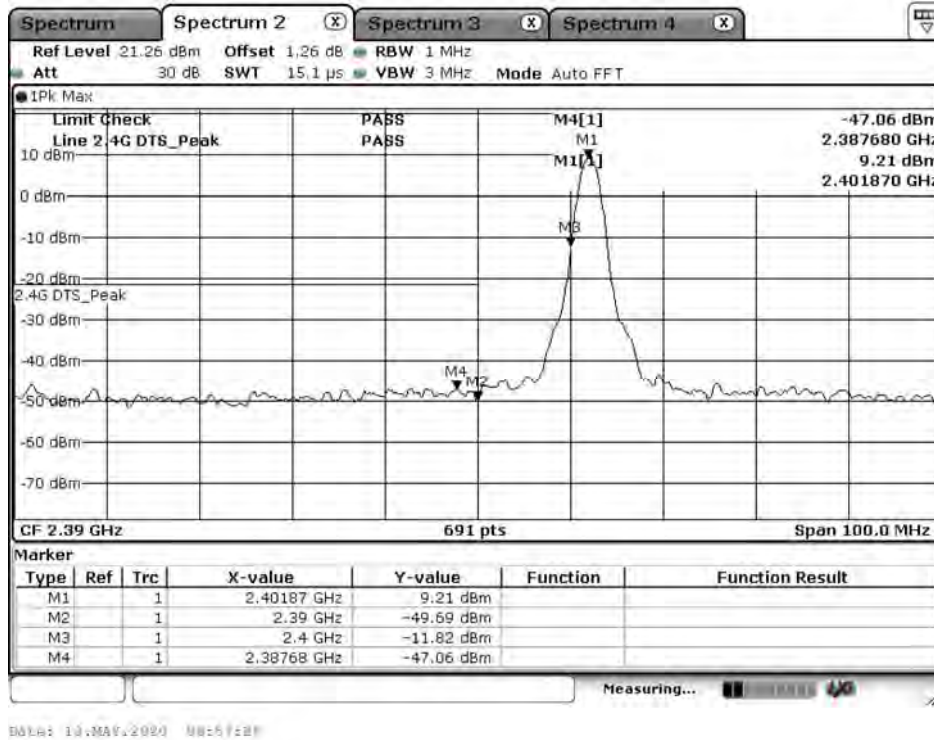 Spectrum Spectrum 2 X Spectrum 3 X Spectrum 4 X
Ref Level 21.26 dBm Offset 1.26 dB RBW 1 MHz
Att 30 dB SWT 15.1 µs VBW 3 MHz Mode Auto FFT
1Pk Max
Limit Check PASS M4[1] -47.06 dBm
Line 2.4G DTS_Peak PASS M1 2.387680 GHz
10 dBm M1[1] 9.21 dBm
2.401870 GHz
0 dBm
M3
-10 dBm
-20 dBm
2.4G DTS_Peak
-30 dBm
-40 dBm
M4 M2
-50 dBm
-60 dBm
-70 dBm
CF 2.39 GHz 691 pts Span 100.0 MHz
Marker
Type Ref Trc X-value Y-value Function Function Result
M1 1 2.40187 GHz 9.21 dBm
M2 1 2.39 GHz -49.69 dBm
M3 1 2.4 GHz -11.82 dBm
M4 1 2.38768 GHz -47.06 dBm
Measuring...